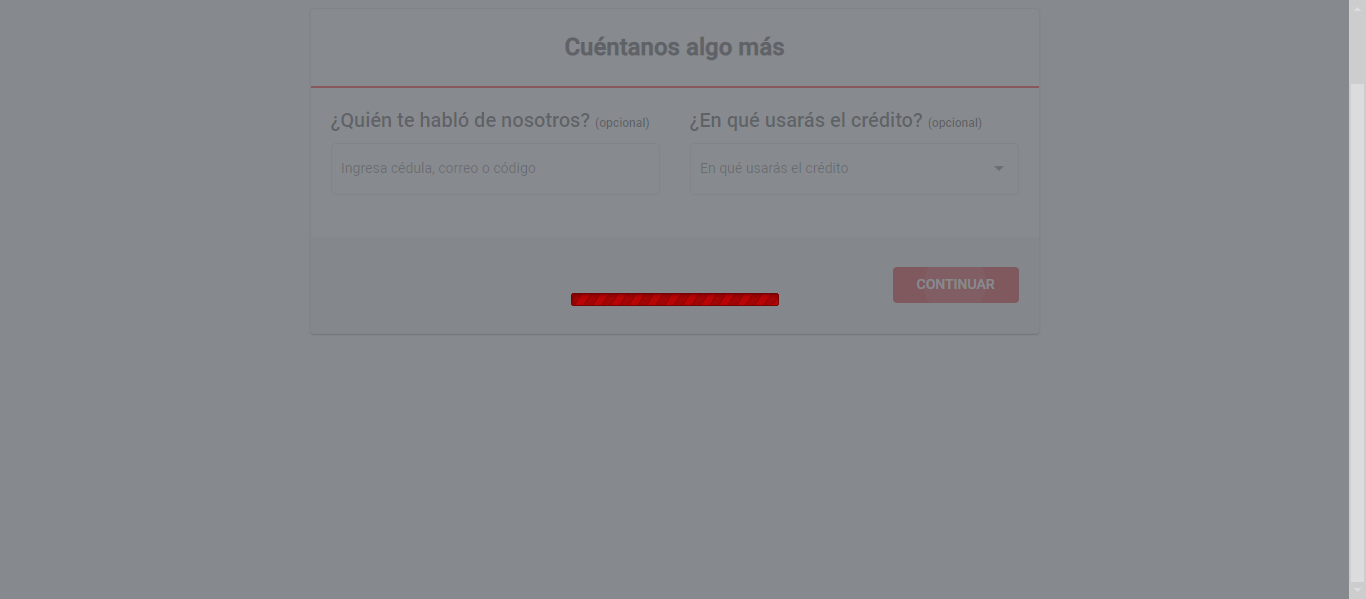 Cuéntanos algo más
¿Quién te habló de nosotros? (opcional)
¿En qué usarás el crédito? (opcional)
Ingresa cédula, correo o código
En qué usarás el crédito
CONTINUAR